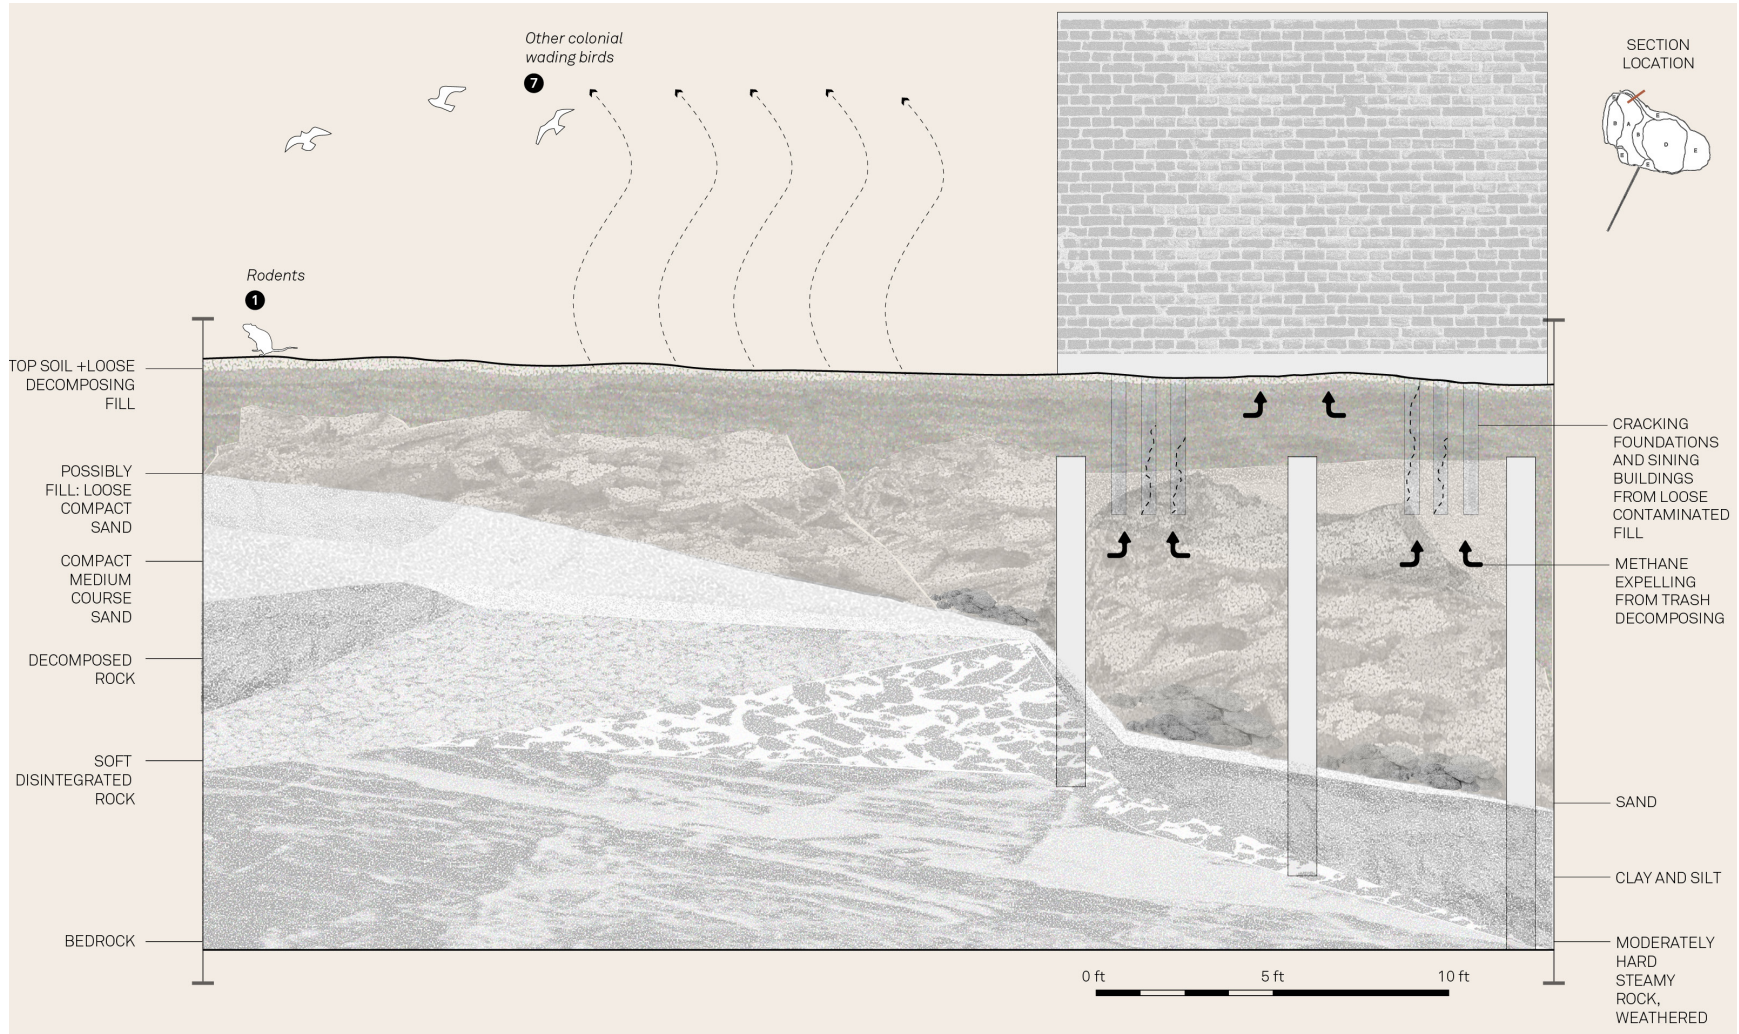 Other colonial
wading birds
7
SECTION
LOCATION
E
B
A
B
E
D
E
E
E
Rodents
1
TOP SOIL +LOOSE
DECOMPOSING
FILL
POSSIBLY
FILL: LOOSE
COMPACT
SAND
COMPACT
MEDIUM
COURSE
SAND
DECOMPOSED
ROCK
SOFT
DISINTEGRATED
ROCK
BEDROCK
CRACKING
FOUNDATIONS
AND SINING
BUILDINGS
FROM LOOSE
CONTAMINATED
FILL
METHANE
EXPELLING
FROM TRASH
DECOMPOSING
SAND
CLAY AND SILT
MODERATELY
HARD
STEAMY
ROCK,
WEATHERED
0 ft
5 ft
10 ft